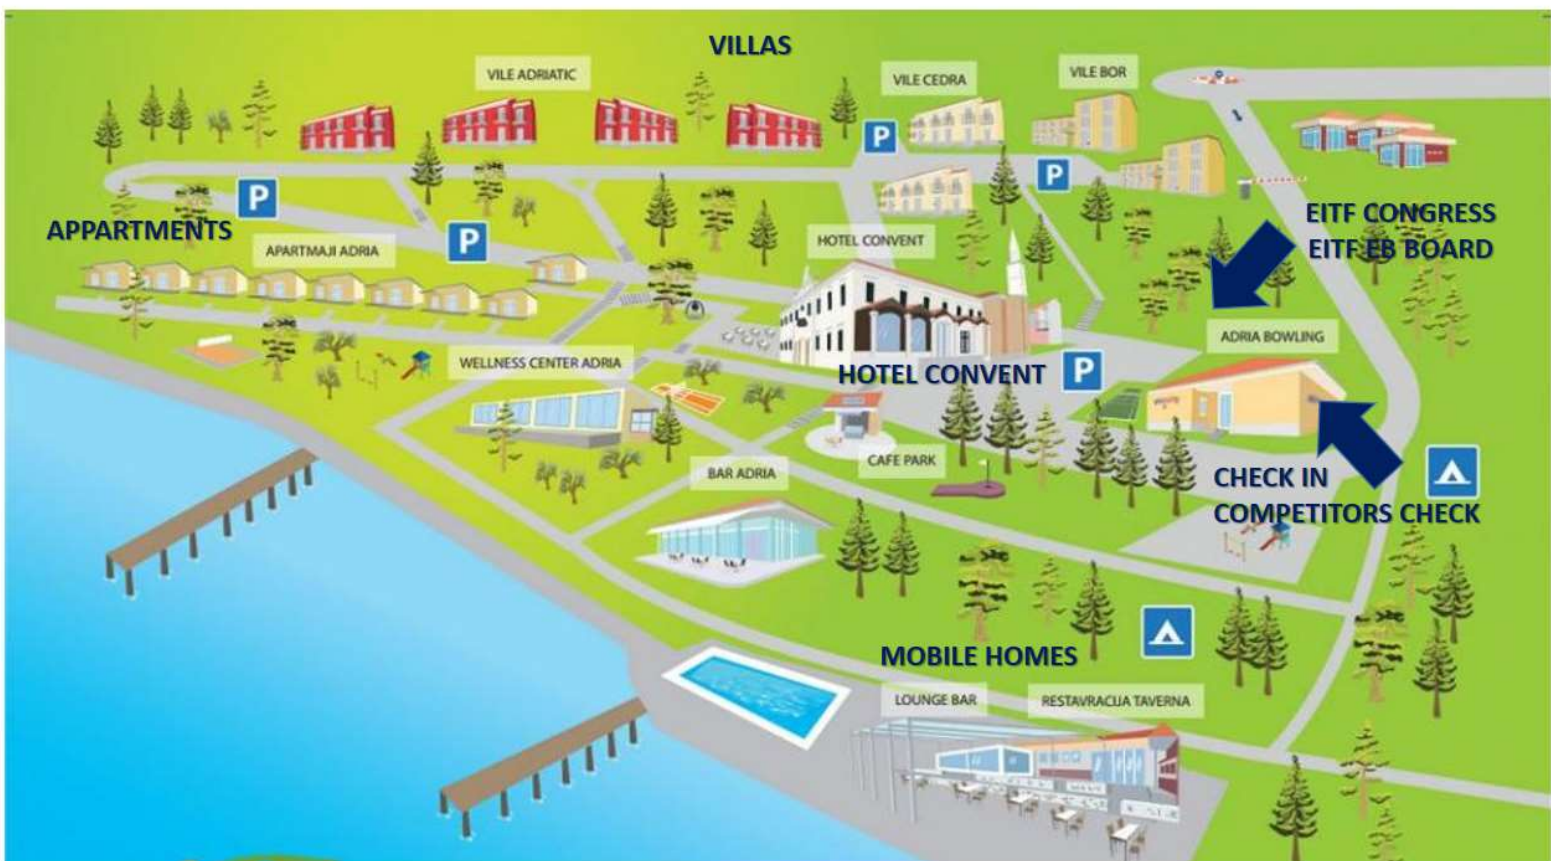 VILLAS
VILE ADRIATIC
VILE CEDRA
VILE BOR
P
P
P
P
APPARTMENTS
EITF CONGRESS
EITF EB BOARD
APARTMAJI ADRIA
HOTEL CONVENT
ADRIA BOWLING
WELLNESS CENTER ADRIA
HOTEL CONVENT
P
CAFE PARK
BAR ADRIA
CHECK IN
COMPETITORS CHECK
MOBILE HOMES
LOUNGE BAR
RESTAVRACIJA TAVERNA